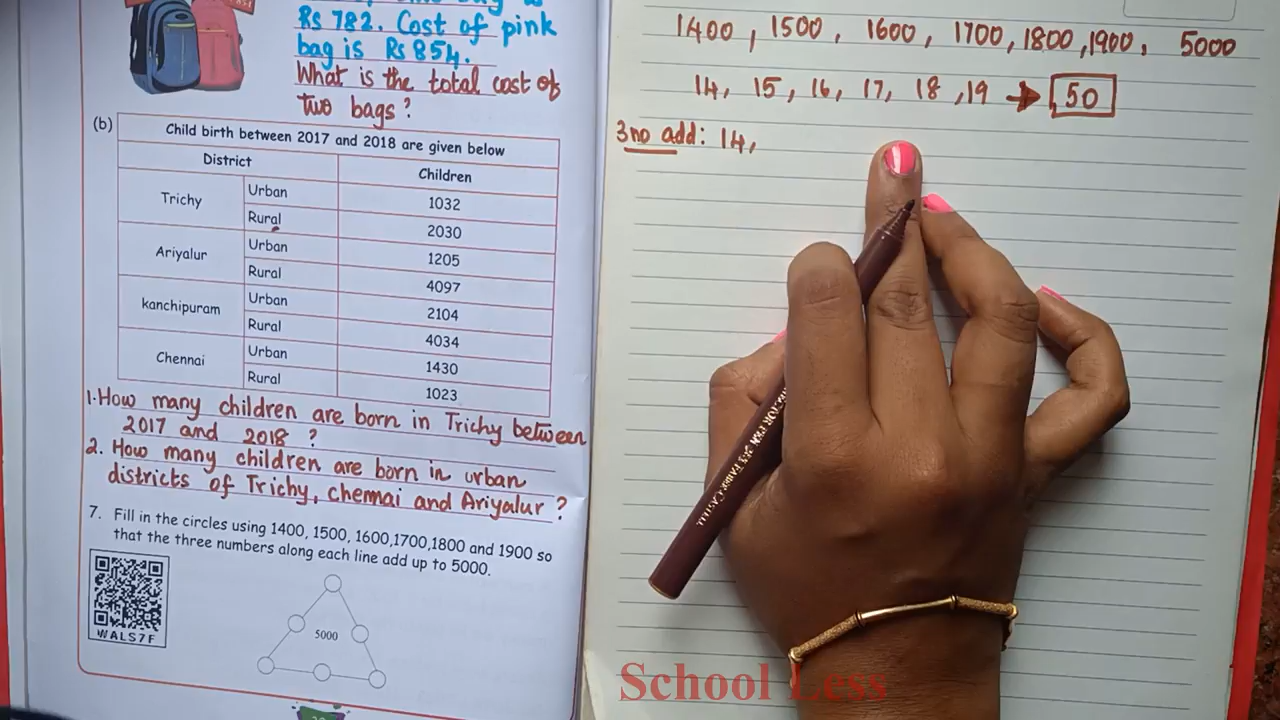 Rs 782. Cost of pink
bag is Rs 854.
What is the total cost of
two bags?
(b)
Child birth between 2017 and 2018 are given below
District Children
Trichy Urban 1032
Rural 2030
Ariyalur Urban 1205
Rural 4097
kanchipuram Urban 2104
Rural 4034
Chennai Urban 1430
Rural 1023
1. How many children are born in Trichy between
2017 and 2018 ?
2. How many children are born in urban
districts of Trichy, chennai and Ariyalur ?
7. Fill in the circles using 1400, 1500, 1600,1700,1800 and 1900 so
that the three numbers along each line add up to 5000.
WALS7F
5000
1400 , 1500 , 1600 , 1700 , 1800 ,1900 , 5000
14, 15 , 16 , 17, 18 ,19 → 50
3no add: 14,
School Less